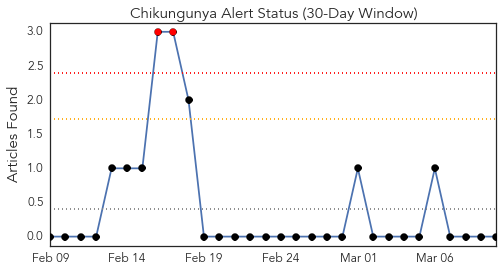 Chikungunya Alert Status (30-Day Window)
Articles Found
3.0
2.5
2.0
1.5
1.0
0.5
0.0
Feb 09
Feb 14
Feb 19
Feb 24
Mar 01
Mar 06